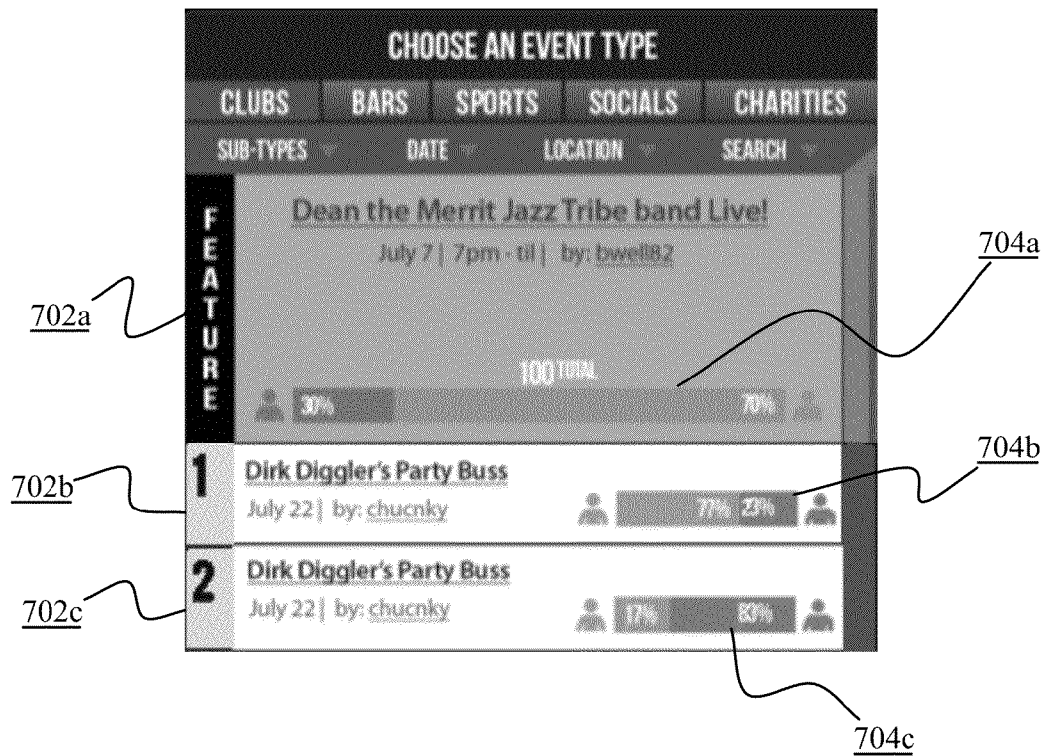 CHOOSE AN EVENT TYPE
CLUBS BARS SPORTS SOCIALS CHARITIES
SUB-TYPES DATE LOCATION SEARCH
FEATURE
Dean the Merrit Jazz Tribe band Live!
July 7 | 7pm - til | by: bwell82
704a
702a
100 TOTAL
30% 70%
1
Dirk Diggler's Party Buss
704b
702b
July 22 | by: chucnky
77% 23%
2
Dirk Diggler's Party Buss
702c
July 22 | by: chucnky
17% 83%
704c